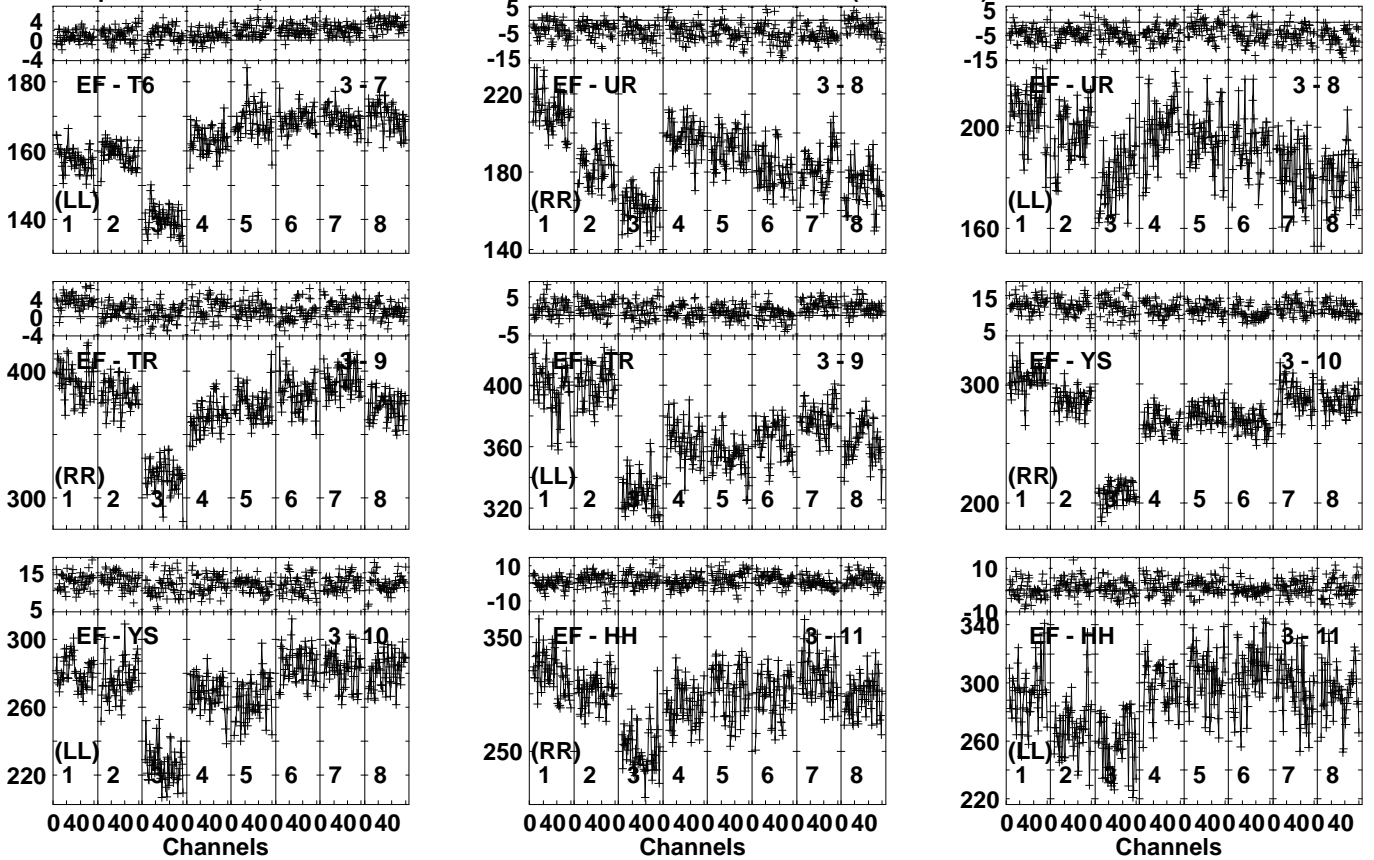 4
0
-4
180
160
140
EF - T6 3 - 7
(LL)
1 2 3 4 5 6 7 8
5
-5
-15
220
180
140
EF - UR 3 - 8
(RR)
1 2 3 4 5 6 7 8
5
-5
-15
200
160
EF - UR 3 - 8
(LL)
1 2 3 4 5 6 7 8
4
0
-4
400
300
EF - TR 3 - 9
(RR)
1 2 3 4 5 6 7 8
5
-5
400
360
320
EF - TR 3 - 9
(LL)
1 2 3 4 5 6 7 8
15
5
300
200
EF - YS 3 - 10
(RR)
1 2 3 4 5 6 7 8
15
5
300
260
220
EF - YS 3 - 10
(LL)
1 2 3 4 5 6 7 8
0 40 0 40 0 40 0 40 0 40 0 40 0 40 0 40
Channels
10
-10
350
250
EF - HH 3 - 11
(RR)
1 2 3 4 5 6 7 8
0 40 0 40 0 40 0 40 0 40 0 40 0 40 0 40
Channels
10
-10
340
300
260
220
EF - HH 3 - 11
(LL)
1 2 3 4 5 6 7 8
0 40 0 40 0 40 0 40 0 40 0 40 0 40 0 40
Channels